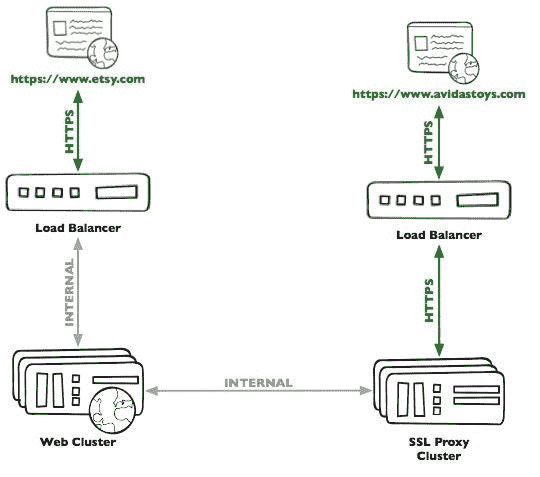 https://www.etsy.com
https://www.avidastoys.com
HTTPS
HTTPS
Load Balancer
Load Balancer
INTERNAL
HTTPS
INTERNAL
Web Cluster
SSL Proxy
Cluster